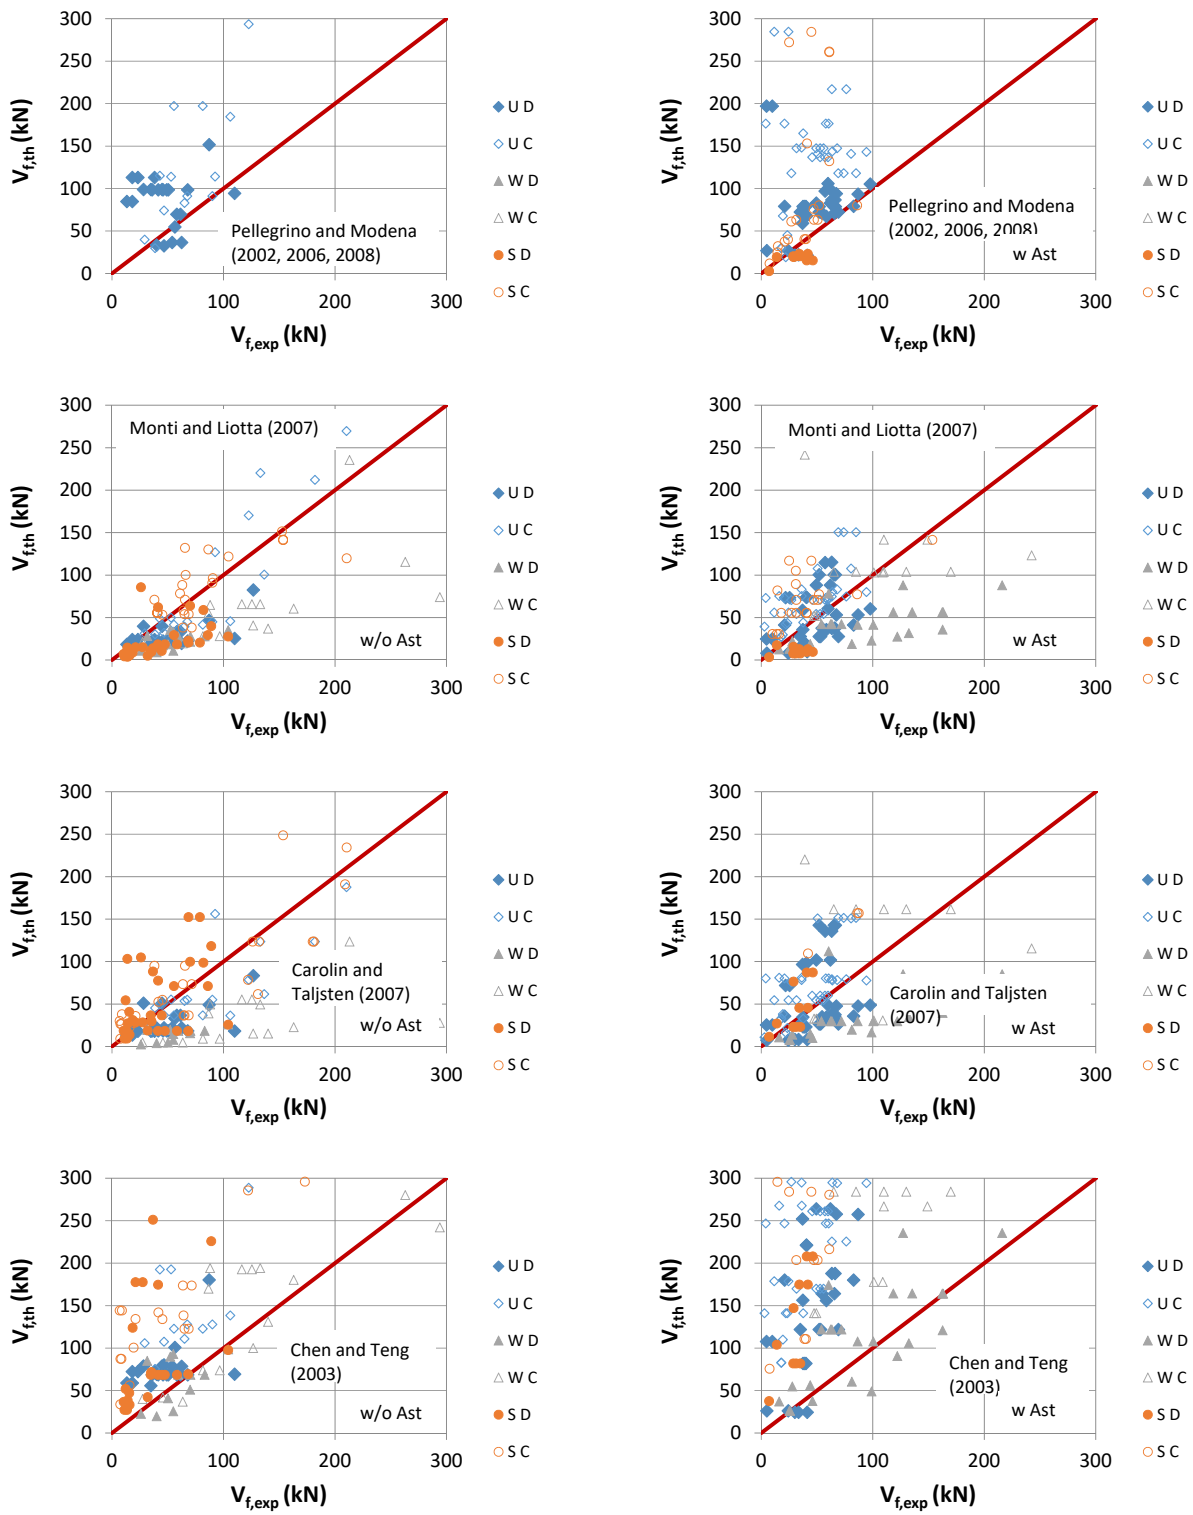 300
250
200
150
100
50
0
V_f,th (kN)
Pellegrino and Modena
(2002, 2006, 2008)
0 100 200 300
V_f,exp (kN)
U D
U C
W D
W C
S D
S C
300
250
200
150
100
50
0
V_f,th (kN)
Pellegrino and Modena
(2002, 2006, 2008)
w Ast
0 100 200 300
V_f,exp (kN)
U D
U C
W D
W C
S D
S C
300
250
200
150
100
50
0
V_f,th (kN)
Monti and Liotta (2007)
w/o Ast
0 100 200 300
V_f,exp (kN)
U D
U C
W D
W C
S D
S C
300
250
200
150
100
50
0
V_f,th (kN)
Monti and Liotta (2007)
w Ast
0 100 200 300
V_f,exp (kN)
U D
U C
W D
W C
S D
S C
300
250
200
150
100
50
0
V_f,th (kN)
Carolin and
Taljsten (2007)
w/o Ast
0 100 200 300
V_f,exp (kN)
U D
U C
W D
W C
S D
S C
300
250
200
150
100
50
0
V_f,th (kN)
Carolin and Taljsten
(2007)
w Ast
0 100 200 300
V_f,exp (kN)
U D
U C
W D
W C
S D
S C
300
250
200
150
100
50
0
V_f,th (kN)
Chen and Teng
(2003)
w/o Ast
0 100 200 300
V_f,exp (kN)
U D
U C
W D
W C
S D
S C
300
250
200
150
100
50
0
V_f,th (kN)
Chen and Teng
(2003)
w Ast
0 100 200 300
V_f,exp (kN)
U D
U C
W D
W C
S D
S C